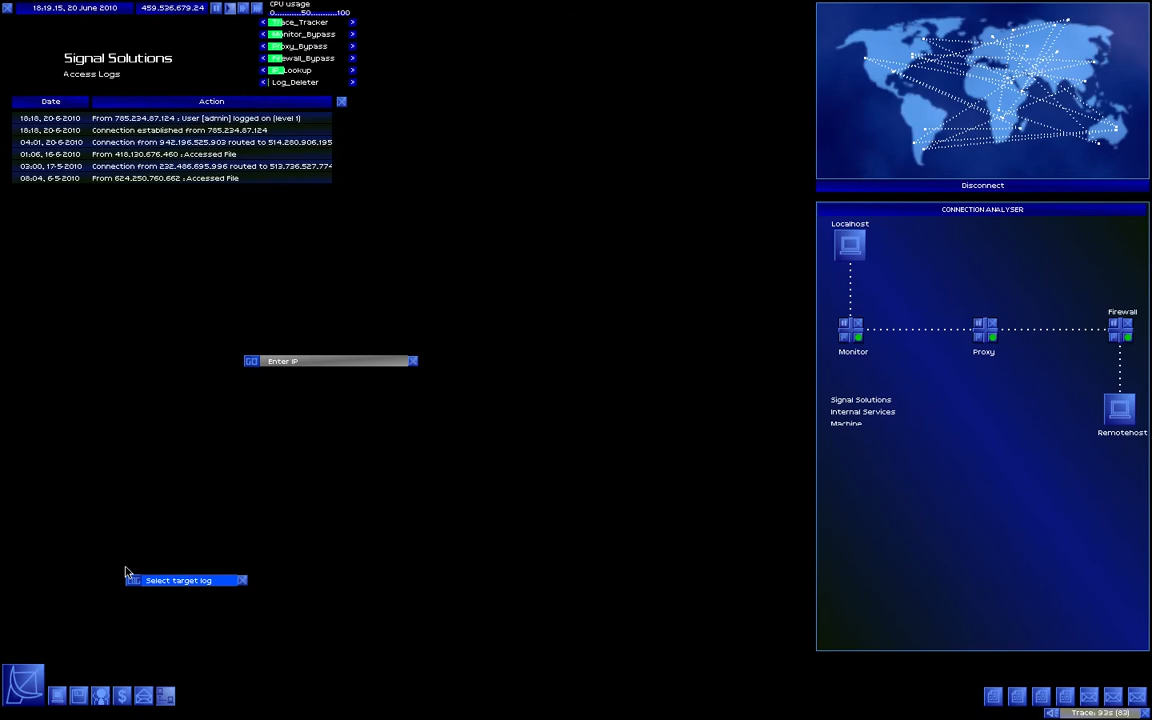 18:19.15, 20 June 2010
459.536.679.24
CPU usage
0..........50..........100
Trace_Tracker
Monitor_Bypass
Proxy_Bypass
Firewall_Bypass
IP_Lookup
Log_Deleter
Signal Solutions
Access Logs
Date Action
18:18, 20-6-2010 From 785.234.87.124 : User [admin] logged on (level 1)
18:18, 20-6-2010 Connection established from 785.234.87.124
04:01, 20-6-2010 Connection from 942.196.525.903 routed to 514.280.906.195
01:06, 16-6-2010 From 418.130.676.460 : Accessed File
03:00, 17-5-2010 Connection from 232.486.695.996 routed to 513.736.527.774
08:04, 6-5-2010 From 624.250.760.662 : Accessed File
Disconnect
CONNECTION ANALYSER
Localhost
Firewall
Monitor
Proxy
GO Enter IP
Signal Solutions
Internal Services
Machine
Remotehost
Select target log
Trace: 93s (83)